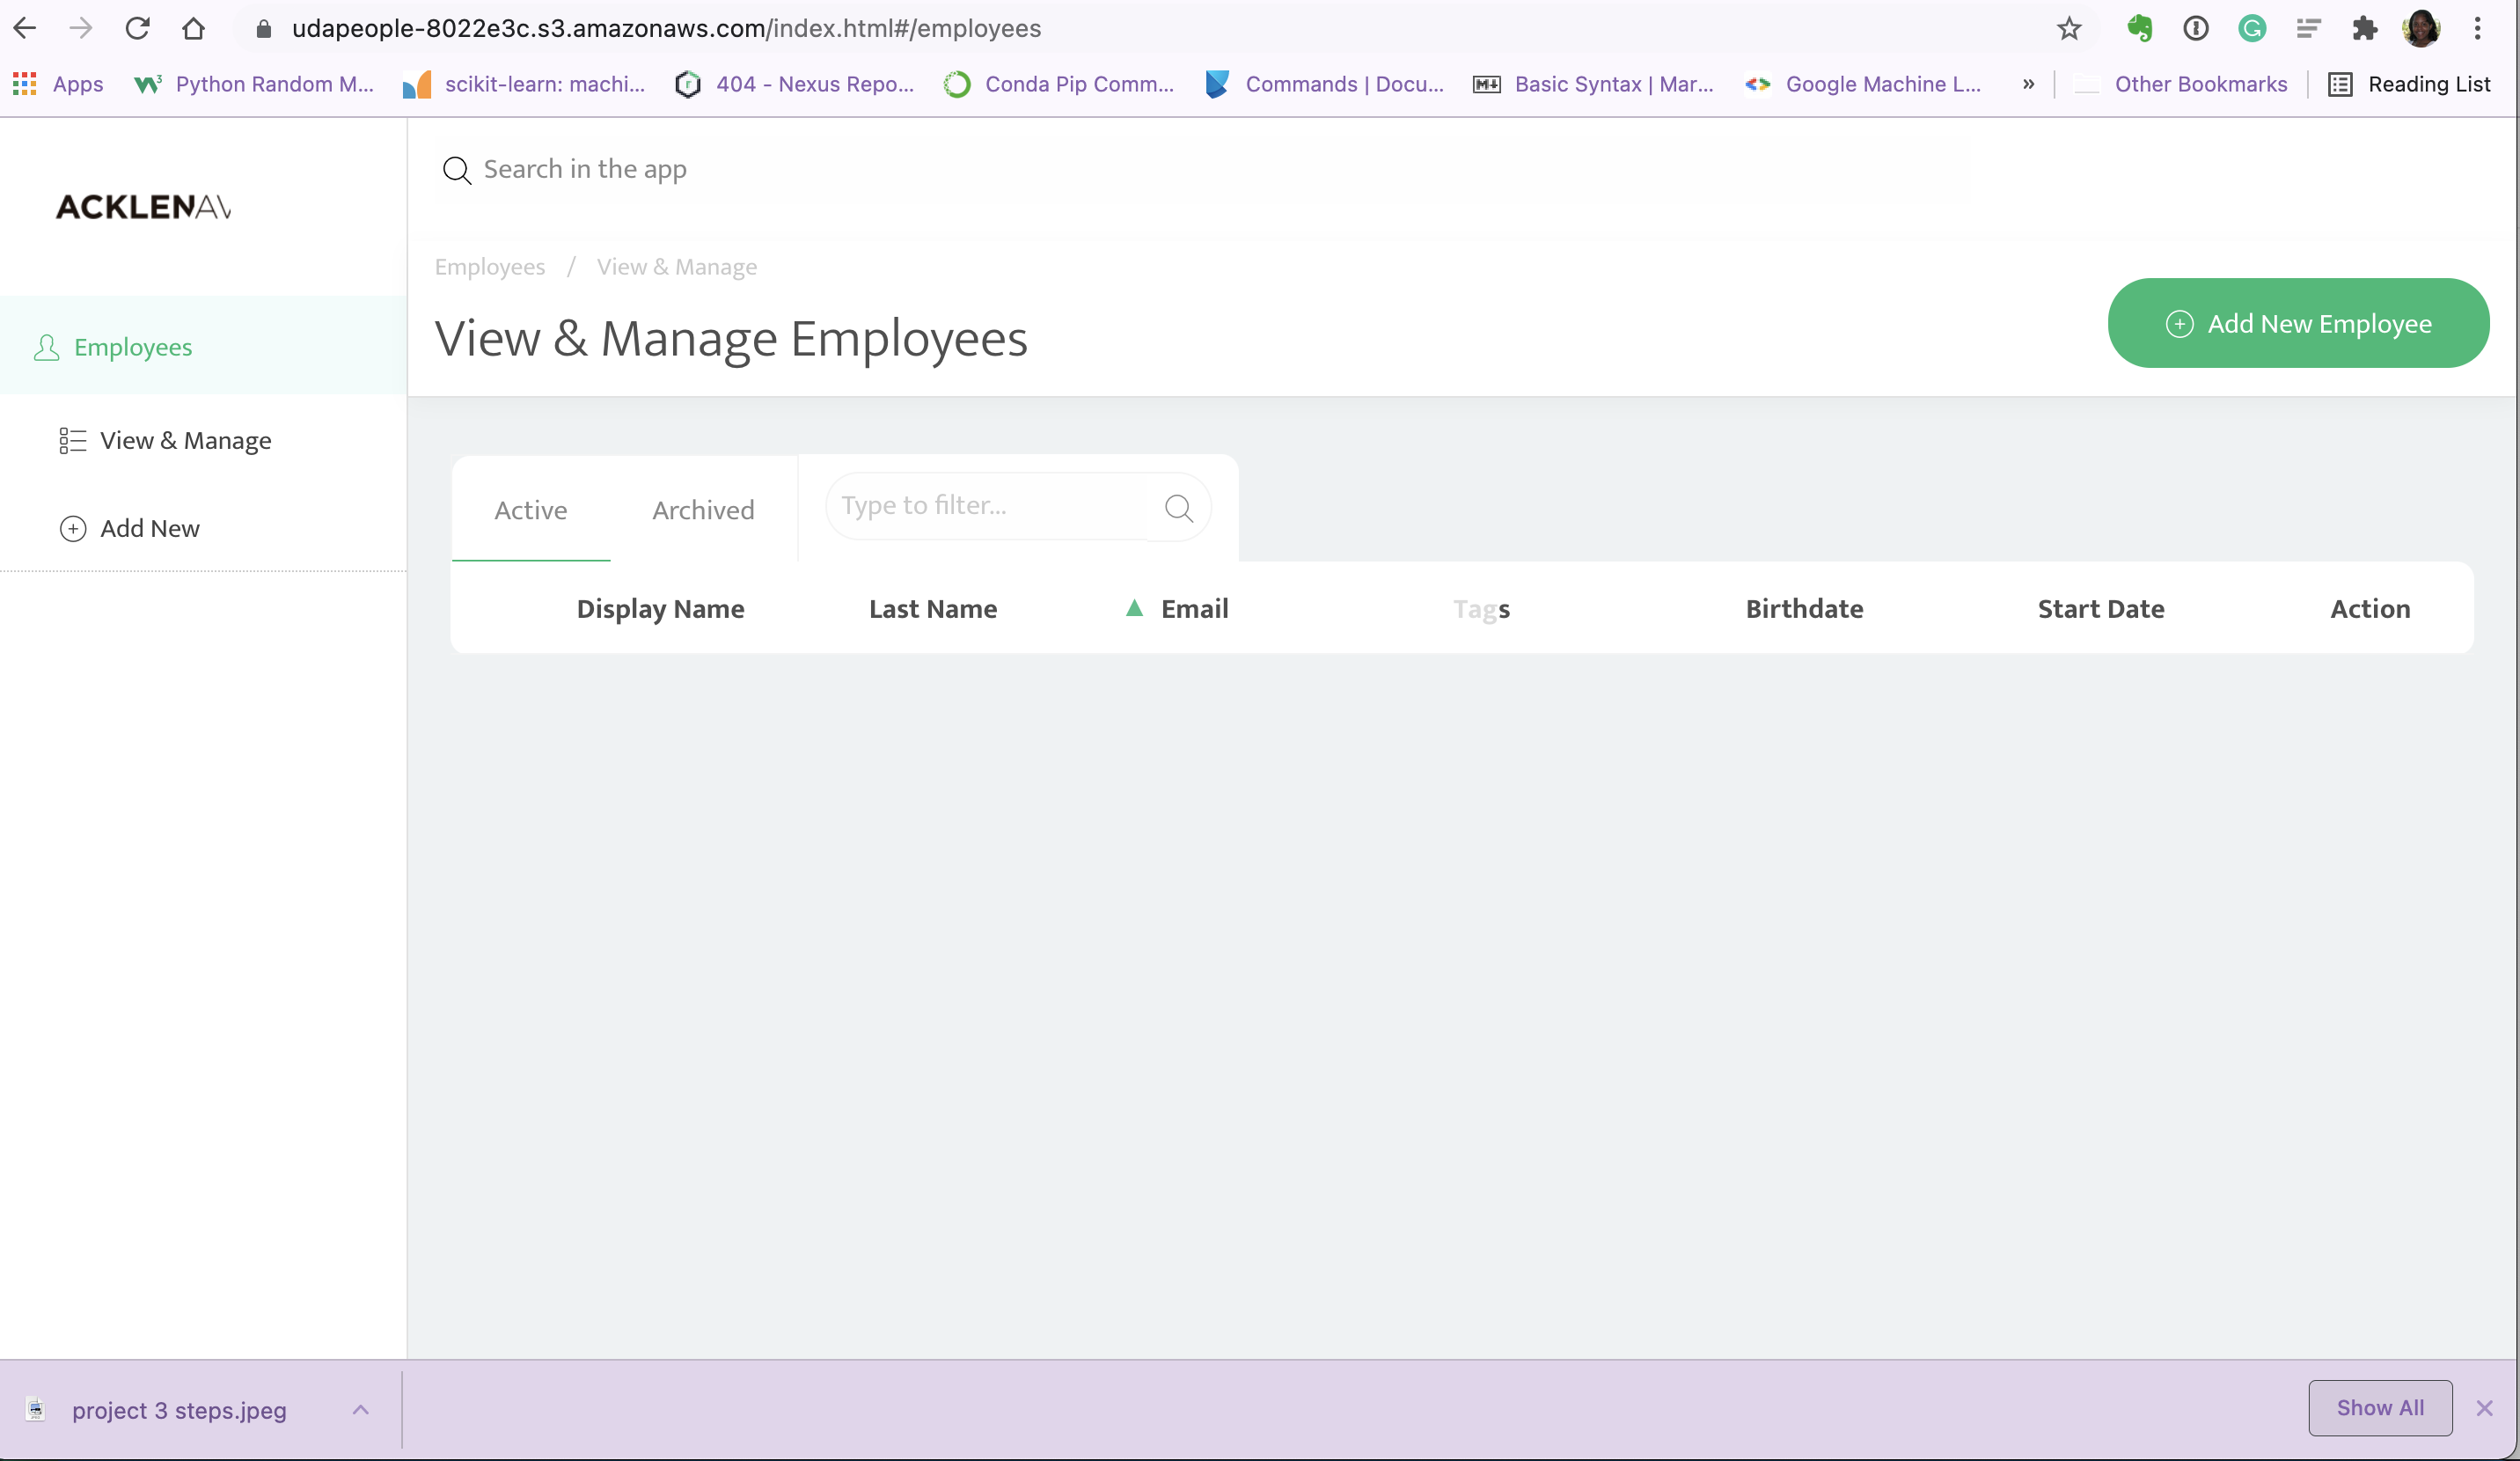 udapeople-8022e3c.s3.amazonaws.com/index.html#/employees
Apps Python Random M... scikit-learn: machi... 404 - Nexus Repo... Conda Pip Comm... Commands | Docu... M↓ Basic Syntax | Mar... Google Machine L... » Other Bookmarks Reading List
Search in the app
ACKLENAV
Employees / View & Manage
View & Manage Employees
Add New Employee
Employees
View & Manage
Add New
Active Archived Type to filter...
Display Name Last Name Email Tags Birthdate Start Date Action
project 3 steps.jpeg
Show All